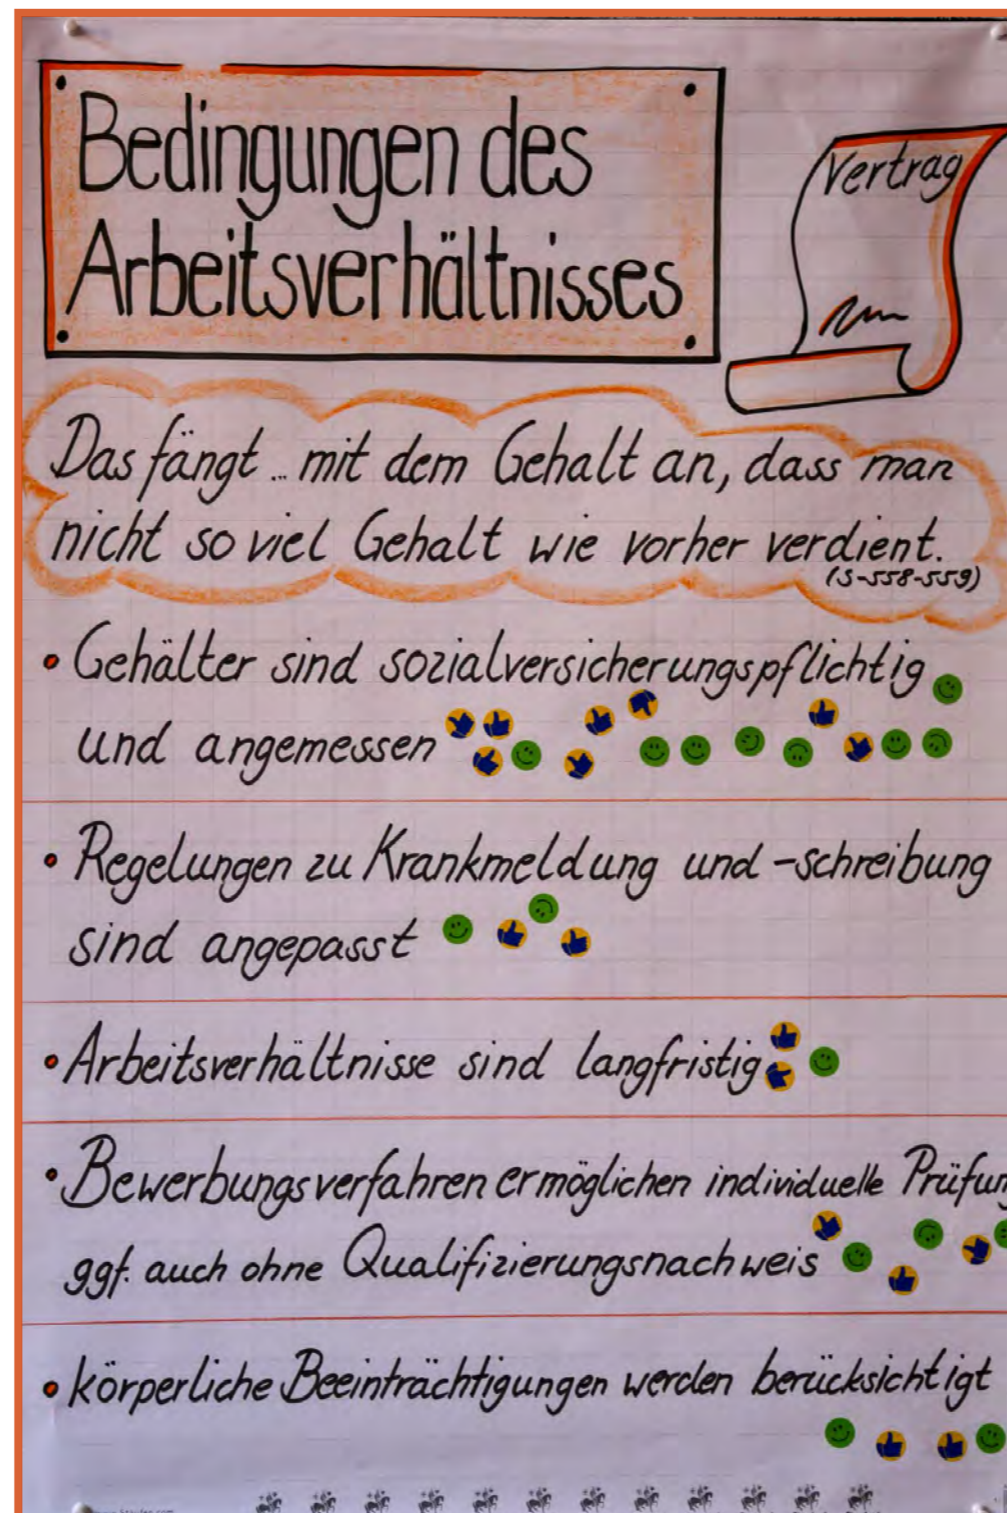 Bedingungen des
Arbeitsverhältnisses
Vertrag
Das fängt ... mit dem Gehalt an, dass man
nicht so viel Gehalt wie vorher verdient.
(S-558-559)
• Gehälter sind sozialversicherungspflichtig
und angemessen
• Regelungen zu Krankmeldung und -schreibung
sind angepasst
• Arbeitsverhältnisse sind langfristig
• Bewerbungsverfahren ermöglichen individuelle Prüfun
ggf. auch ohne Qualifizierungsnachweis
• körperliche Beeinträchtigungen werden berücksichtigt